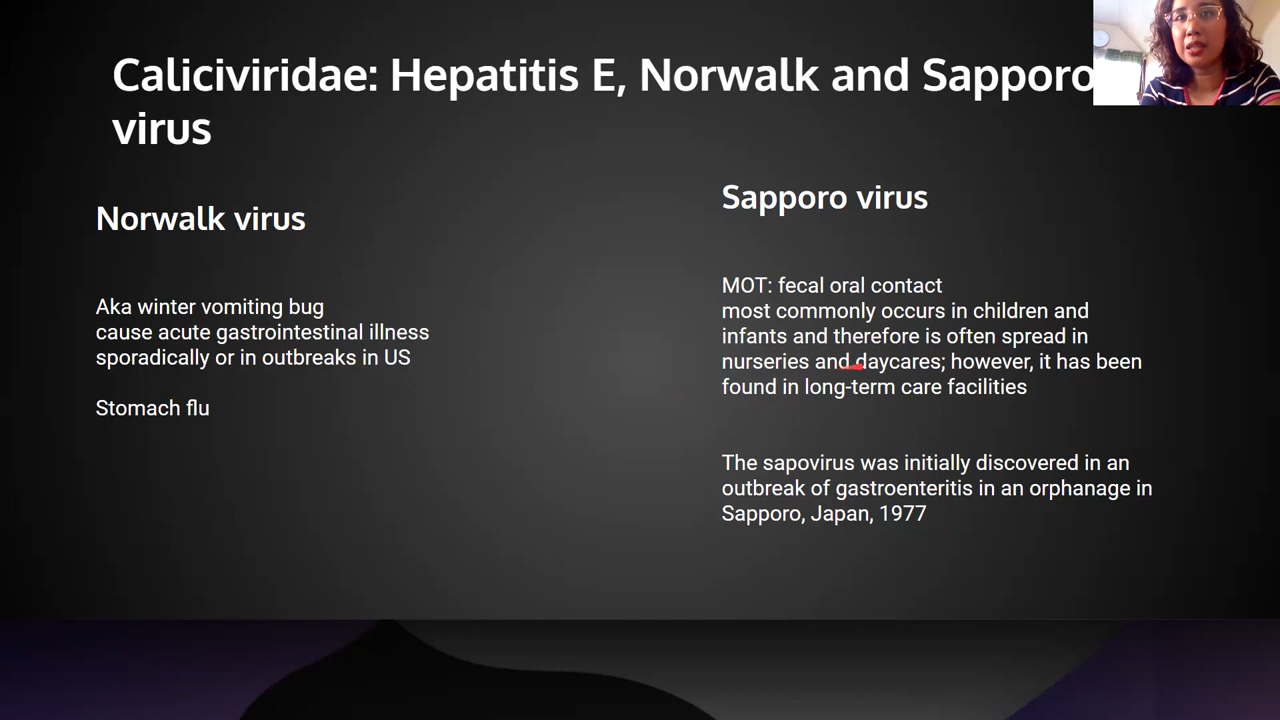 Caliciviridae: Hepatitis E, Norwalk and Sapporo
virus
Norwalk virus
Aka winter vomiting bug
cause acute gastrointestinal illness
sporadically or in outbreaks in US
Stomach flu
Sapporo virus
MOT: fecal oral contact
most commonly occurs in children and
infants and therefore is often spread in
nurseries and daycares; however, it has been
found in long-term care facilities
The sapovirus was initially discovered in an
outbreak of gastroenteritis in an orphanage in
Sapporo, Japan, 1977